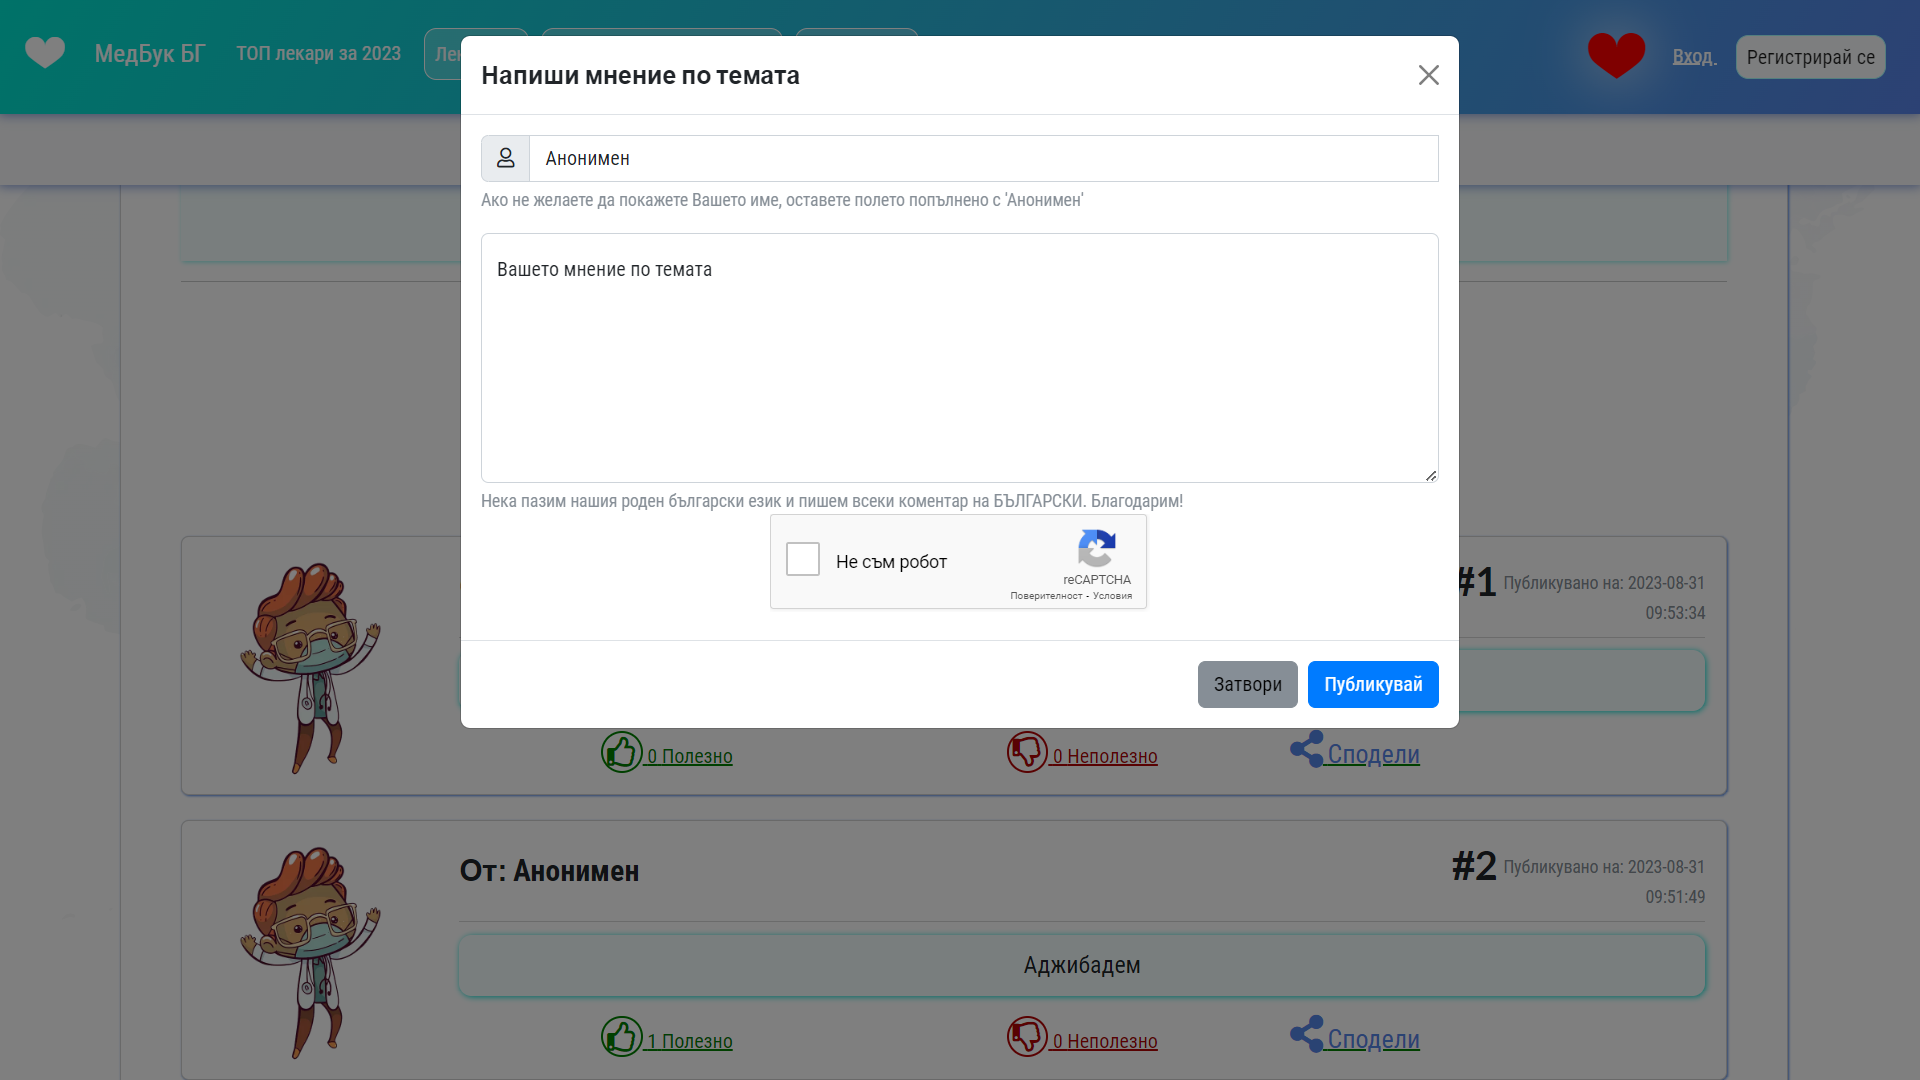 МедБук БГ
ТОП лекари за 2023
Вход
Регистрирай се
Напиши мнение по темата
Анонимен
Ако не желаете да покажете Вашето име, оставете полето попълнено с 'Анонимен'
Вашето мнение по темата
Нека пазим нашия роден български език и пишем всеки коментар на БЪЛГАРСКИ. Благодарим!
Не съм робот
reCAPTCHA
Поверителност - Условия
Затвори
Публикувай
#1 Публикувано на: 2023-08-31
09:53:34
0 Полезно
0 Неполезно
Сподели
От: Анонимен
#2 Публикувано на: 2023-08-31
09:51:49
Аджибадем
1 Полезно
0 Неполезно
Сподели